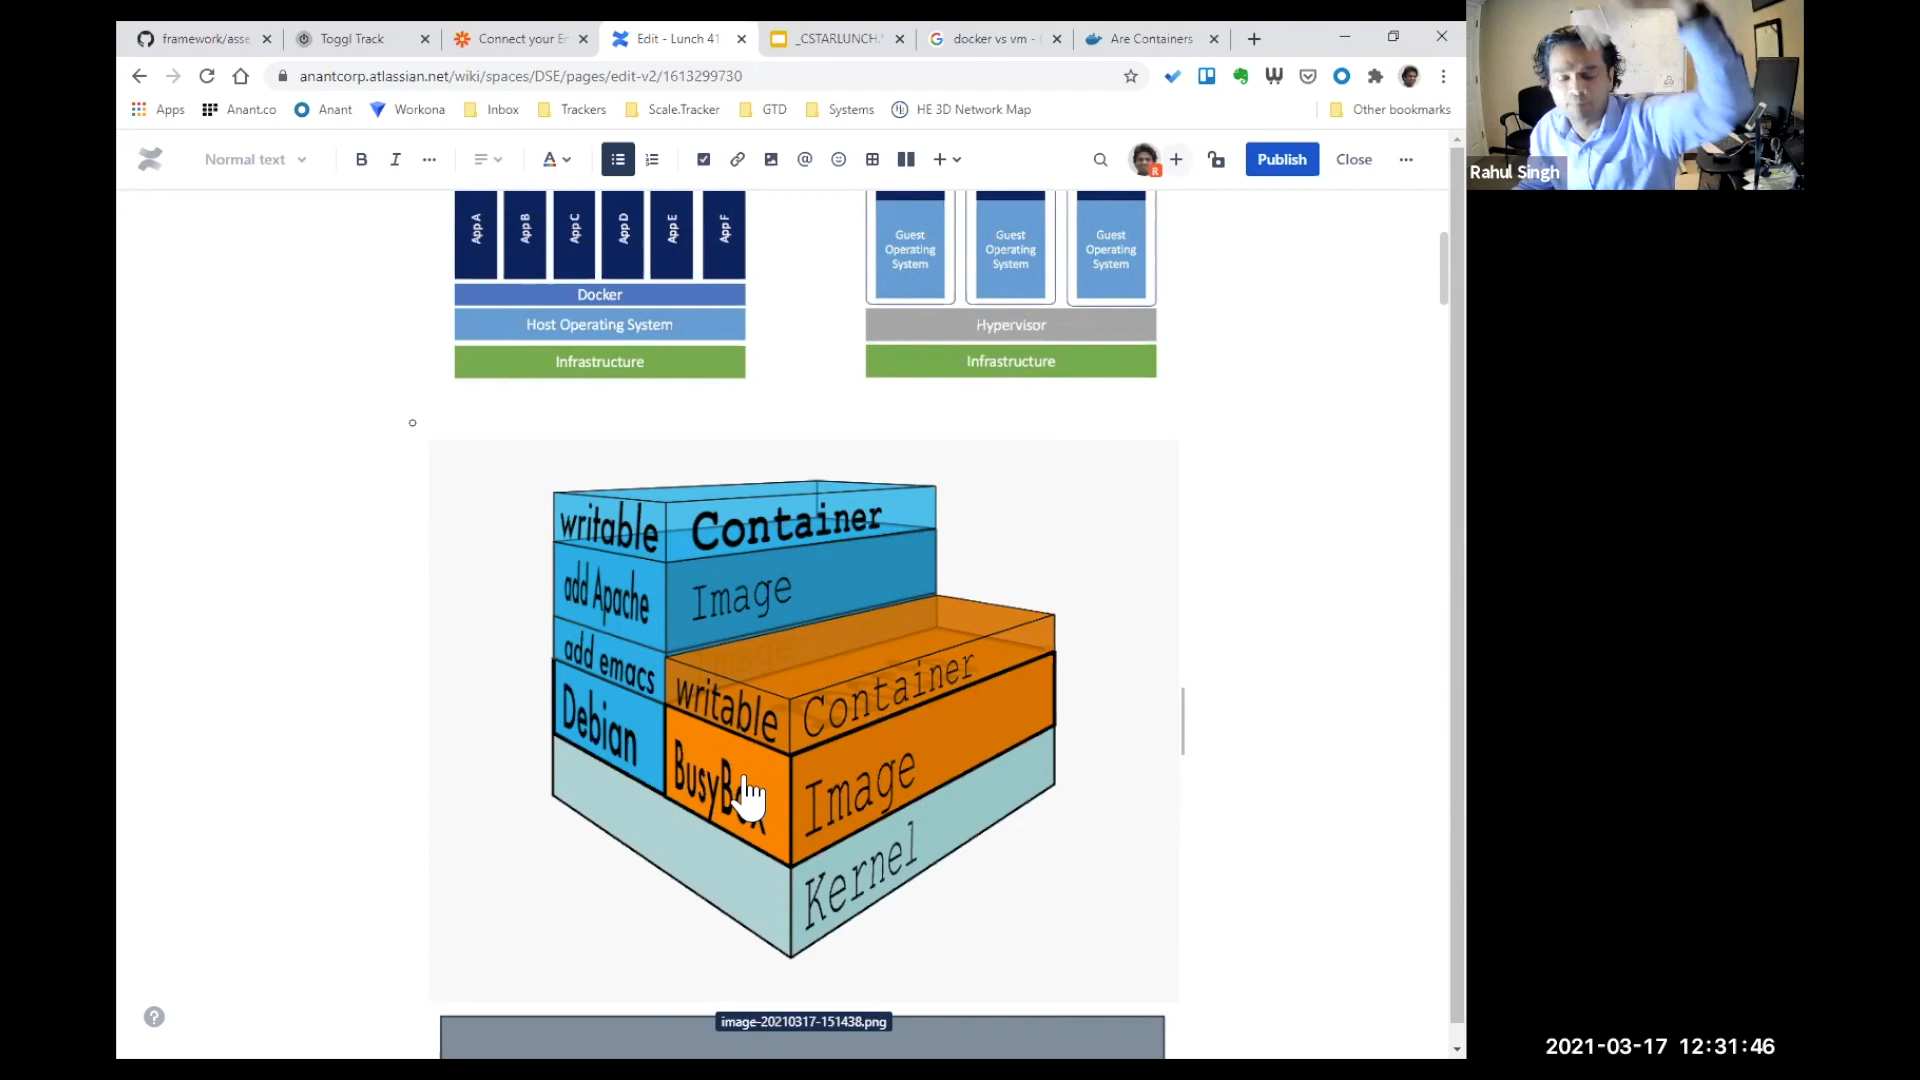 framework/asse
Toggl Track
Connect your En
Edit - Lunch 41
_CSTARLUNCH.
docker vs vm -
Are Containers
anantcorp.atlassian.net/wiki/spaces/DSE/pages/edit-v2/1613299730
Apps
Anant.co
Anant
Workona
Inbox
Trackers
Scale.Tracker
GTD
Systems
HE 3D Network Map
Other bookmarks
Normal text
B
I
A
@
R
Publish
Close
App A
App B
App C
App D
App E
App F
Docker
Host Operating System
Infrastructure
Guest
Operating
System
Guest
Operating
System
Guest
Operating
System
Hypervisor
Infrastructure
writable Container
add Apache Image
add emacs
Debian
writable Container
BusyBox Image
Kernel
image-20210317-151438.png
Rahul Singh
2021-03-17 12:31:46